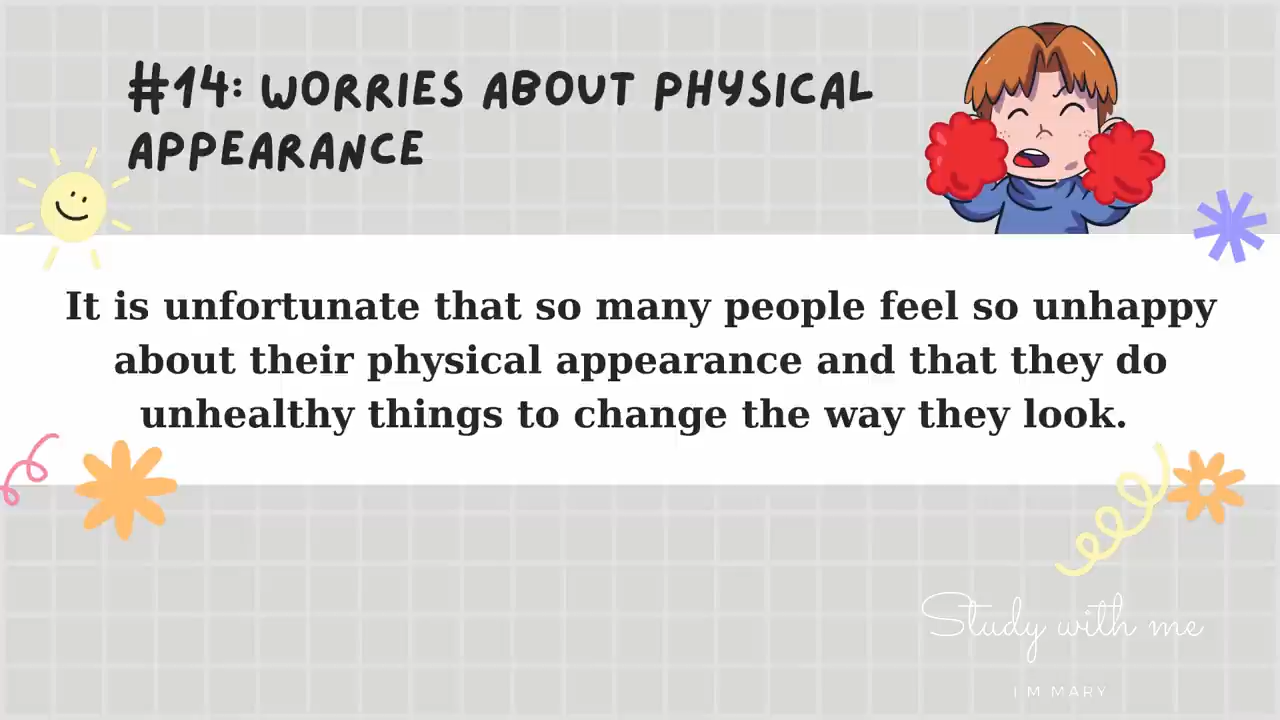 #14: WORRIES ABOUT PHYSICAL
APPEARANCE
It is unfortunate that so many people feel so unhappy
about their physical appearance and that they do
unhealthy things to change the way they look.
Study with me
I'M MARY